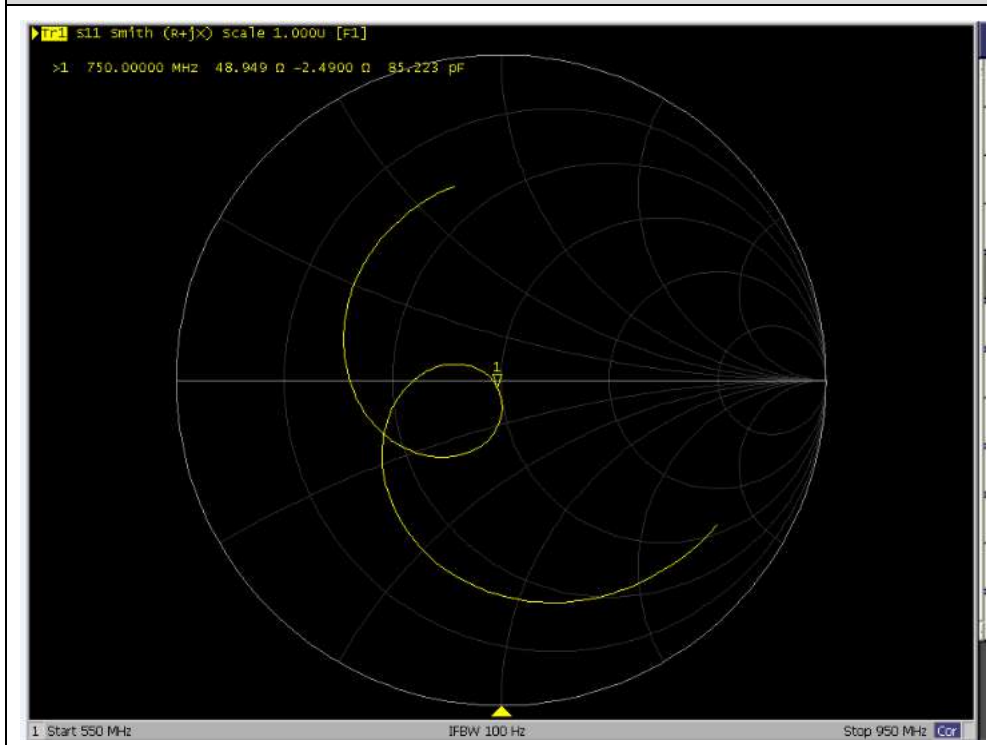 Tr1 S11 Smith (R+jX) Scale 1.000U [F1]
>1 750.00000 MHz 48.949 Ω -2.4900 Ω 85.223 pF
1
1 Start 550 MHz IFBW 100 Hz Stop 950 MHz Cor